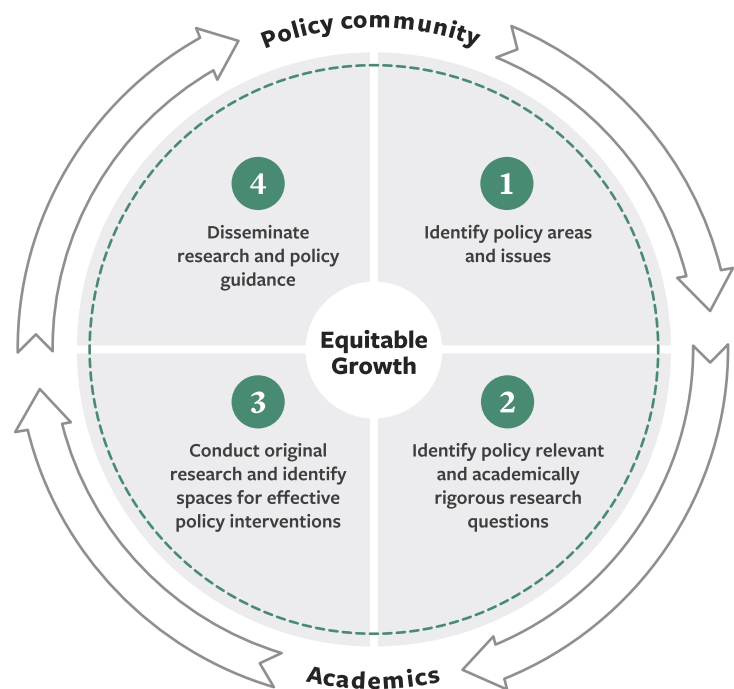 Policy community
4
Disseminate
research and policy
guidance
1
Identify policy areas
and issues
Equitable
Growth
3
Conduct original
research and identify
spaces for effective
policy interventions
2
Identify policy relevant
and academically
rigorous research
questions
Academics